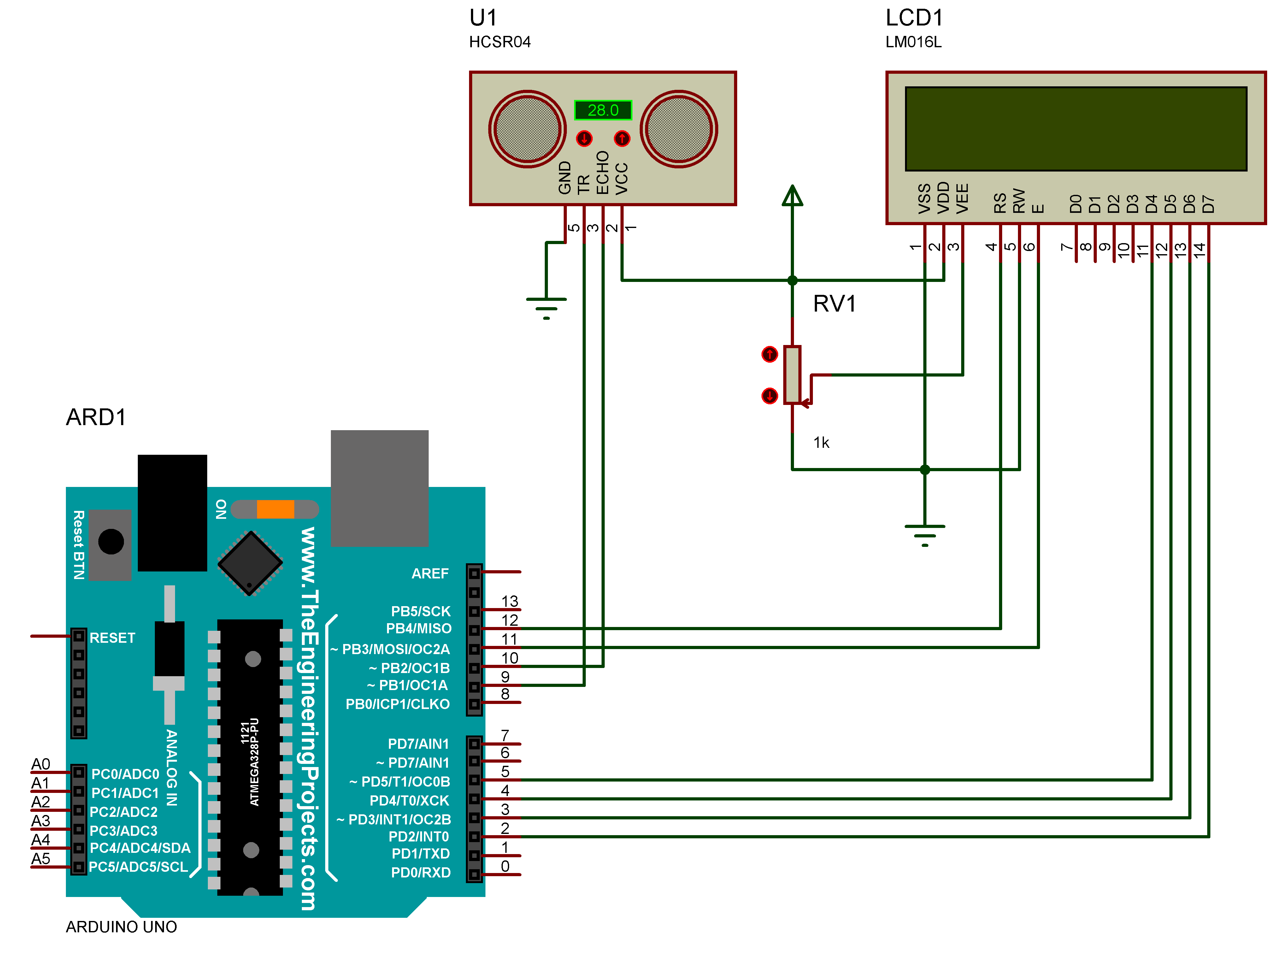 U1
HCSR04
28.0
GND
TR
ECHO
VCC
5
3
2
1
LCD1
LM016L
VSS
VDD
VEE
RS
RW
E
D0
D1
D2
D3
D4
D5
D6
D7
1
2
3
4
5
6
7
8
9
10
11
12
13
14
RV1
1k
ARD1
Reset BTN
ON
www.TheEngineeringProjects.com
1121
ATMEGA328P-PU
RESET
ANALOG IN
A0 PC0/ADC0
A1 PC1/ADC1
A2 PC2/ADC2
A3 PC3/ADC3
A4 PC4/ADC4/SDA
A5 PC5/ADC5/SCL
AREF
PB5/SCK 13
PB4/MISO 12
~ PB3/MOSI/OC2A 11
~ PB2/OC1B 10
~ PB1/OC1A 9
PB0/ICP1/CLKO 8
PD7/AIN1 7
~ PD7/AIN1 6
~ PD5/T1/OC0B 5
PD4/T0/XCK 4
~ PD3/INT1/OC2B 3
PD2/INT0 2
PD1/TXD 1
PD0/RXD 0
ARDUINO UNO